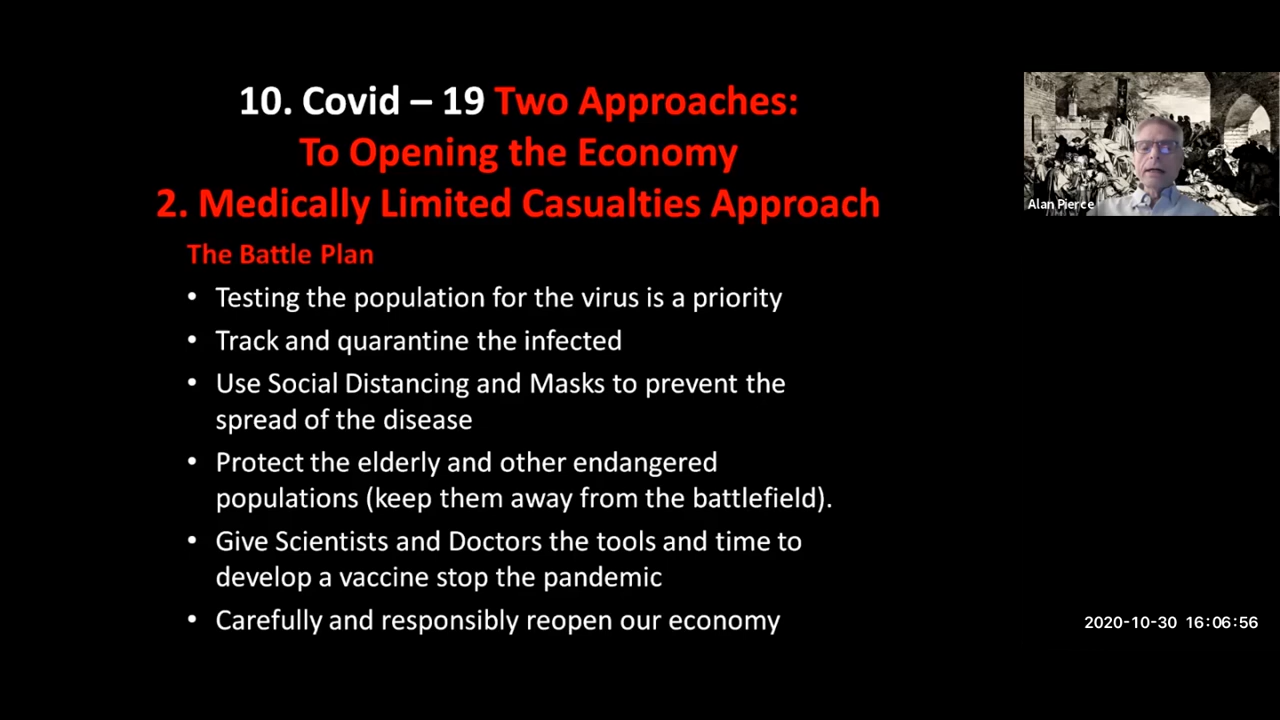 10. Covid – 19 Two Approaches:
To Opening the Economy
2. Medically Limited Casualties Approach
The Battle Plan
• Testing the population for the virus is a priority
• Track and quarantine the infected
• Use Social Distancing and Masks to prevent the
spread of the disease
• Protect the elderly and other endangered
populations (keep them away from the battlefield).
• Give Scientists and Doctors the tools and time to
develop a vaccine stop the pandemic
• Carefully and responsibly reopen our economy
Alan Pierce
2020-10-30 16:06:56